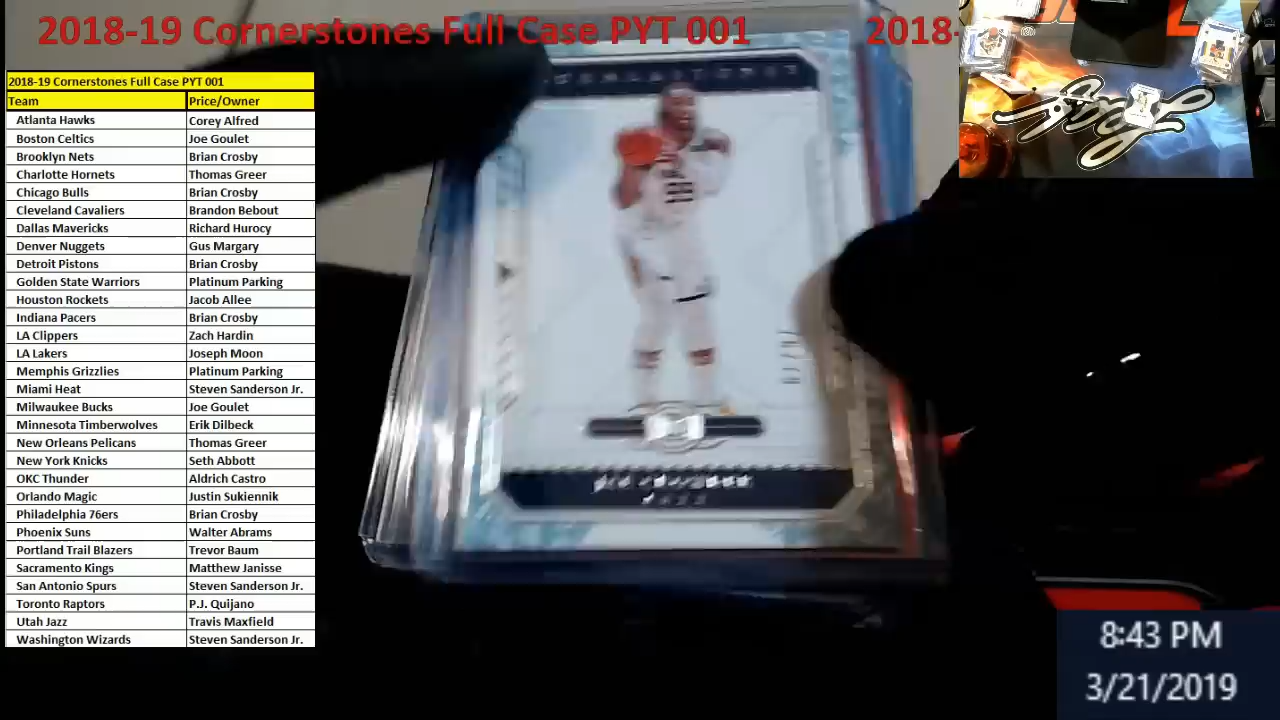 2018-19 Cornerstones Full Case PYT 001 2018-
2018-19 Cornerstones Full Case PYT 001
Team Price/Owner
Atlanta Hawks Corey Alfred
Boston Celtics Joe Goulet
Brooklyn Nets Brian Crosby
Charlotte Hornets Thomas Greer
Chicago Bulls Brian Crosby
Cleveland Cavaliers Brandon Bebout
Dallas Mavericks Richard Hurocy
Denver Nuggets Gus Margary
Detroit Pistons Brian Crosby
Golden State Warriors Platinum Parking
Houston Rockets Jacob Allee
Indiana Pacers Brian Crosby
LA Clippers Zach Hardin
LA Lakers Joseph Moon
Memphis Grizzlies Platinum Parking
Miami Heat Steven Sanderson Jr.
Milwaukee Bucks Joe Goulet
Minnesota Timberwolves Erik Dilbeck
New Orleans Pelicans Thomas Greer
New York Knicks Seth Abbott
OKC Thunder Aldrich Castro
Orlando Magic Justin Sukiennik
Philadelphia 76ers Brian Crosby
Phoenix Suns Walter Abrams
Portland Trail Blazers Trevor Baum
Sacramento Kings Matthew Janisse
San Antonio Spurs Steven Sanderson Jr.
Toronto Raptors P.J. Quijano
Utah Jazz Travis Maxfield
Washington Wizards Steven Sanderson Jr.
CORNERSTONES
99
8:43 PM
3/21/2019